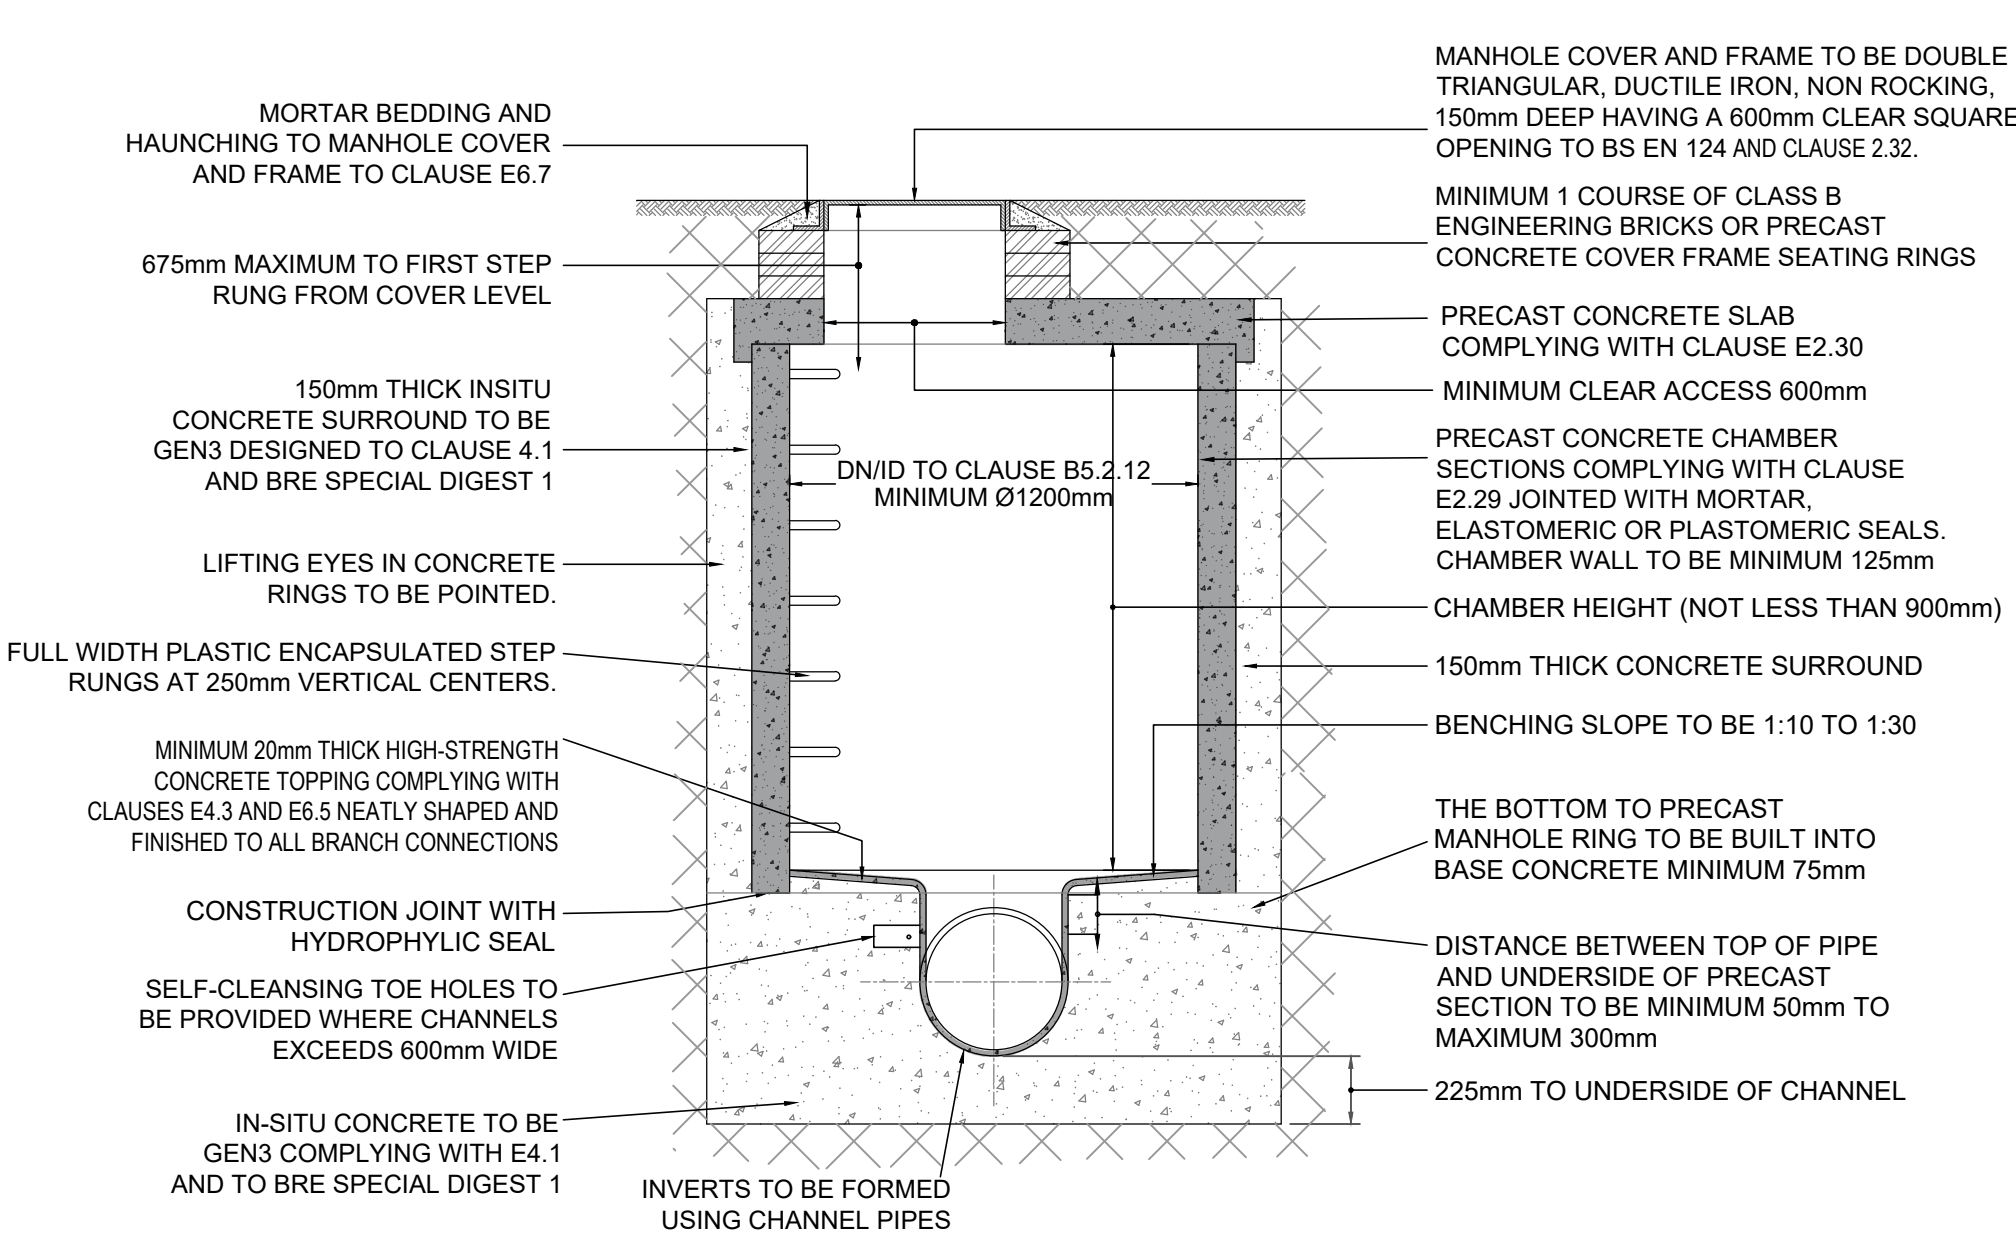 MORTAR BEDDING AND
HAUNCHING TO MANHOLE COVER
AND FRAME TO CLAUSE E6.7
675mm MAXIMUM TO FIRST STEP
RUNG FROM COVER LEVEL
150mm THICK INSITU
CONCRETE SURROUND TO BE
GEN3 DESIGNED TO CLAUSE 4.1
AND BRE SPECIAL DIGEST 1
LIFTING EYES IN CONCRETE
RINGS TO BE POINTED.
FULL WIDTH PLASTIC ENCAPSULATED STEP
RUNGS AT 250mm VERTICAL CENTERS.
MINIMUM 20mm THICK HIGH-STRENGTH
CONCRETE TOPPING COMPLYING WITH
CLAUSES E4.3 AND E6.5 NEATLY SHAPED AND
FINISHED TO ALL BRANCH CONNECTIONS
CONSTRUCTION JOINT WITH
HYDROPHYLIC SEAL
SELF-CLEANSING TOE HOLES TO
BE PROVIDED WHERE CHANNELS
EXCEEDS 600mm WIDE
IN-SITU CONCRETE TO BE
GEN3 COMPLYING WITH E4.1
AND TO BRE SPECIAL DIGEST 1
INVERTS TO BE FORMED
USING CHANNEL PIPES
DN/ID TO CLAUSE B5.2.12
MINIMUM Ø1200mm
MANHOLE COVER AND FRAME TO BE DOUBLE
TRIANGULAR, DUCTILE IRON, NON ROCKING,
150mm DEEP HAVING A 600mm CLEAR SQUARE
OPENING TO BS EN 124 AND CLAUSE 2.32.
MINIMUM 1 COURSE OF CLASS B
ENGINEERING BRICKS OR PRECAST
CONCRETE COVER FRAME SEATING RINGS
PRECAST CONCRETE SLAB
COMPLYING WITH CLAUSE E2.30
MINIMUM CLEAR ACCESS 600mm
PRECAST CONCRETE CHAMBER
SECTIONS COMPLYING WITH CLAUSE
E2.29 JOINTED WITH MORTAR,
ELASTOMERIC OR PLASTOMERIC SEALS.
CHAMBER WALL TO BE MINIMUM 125mm
CHAMBER HEIGHT (NOT LESS THAN 900mm)
150mm THICK CONCRETE SURROUND
BENCHING SLOPE TO BE 1:10 TO 1:30
THE BOTTOM TO PRECAST
MANHOLE RING TO BE BUILT INTO
BASE CONCRETE MINIMUM 75mm
DISTANCE BETWEEN TOP OF PIPE
AND UNDERSIDE OF PRECAST
SECTION TO BE MINIMUM 50mm TO
MAXIMUM 300mm
225mm TO UNDERSIDE OF CHANNEL